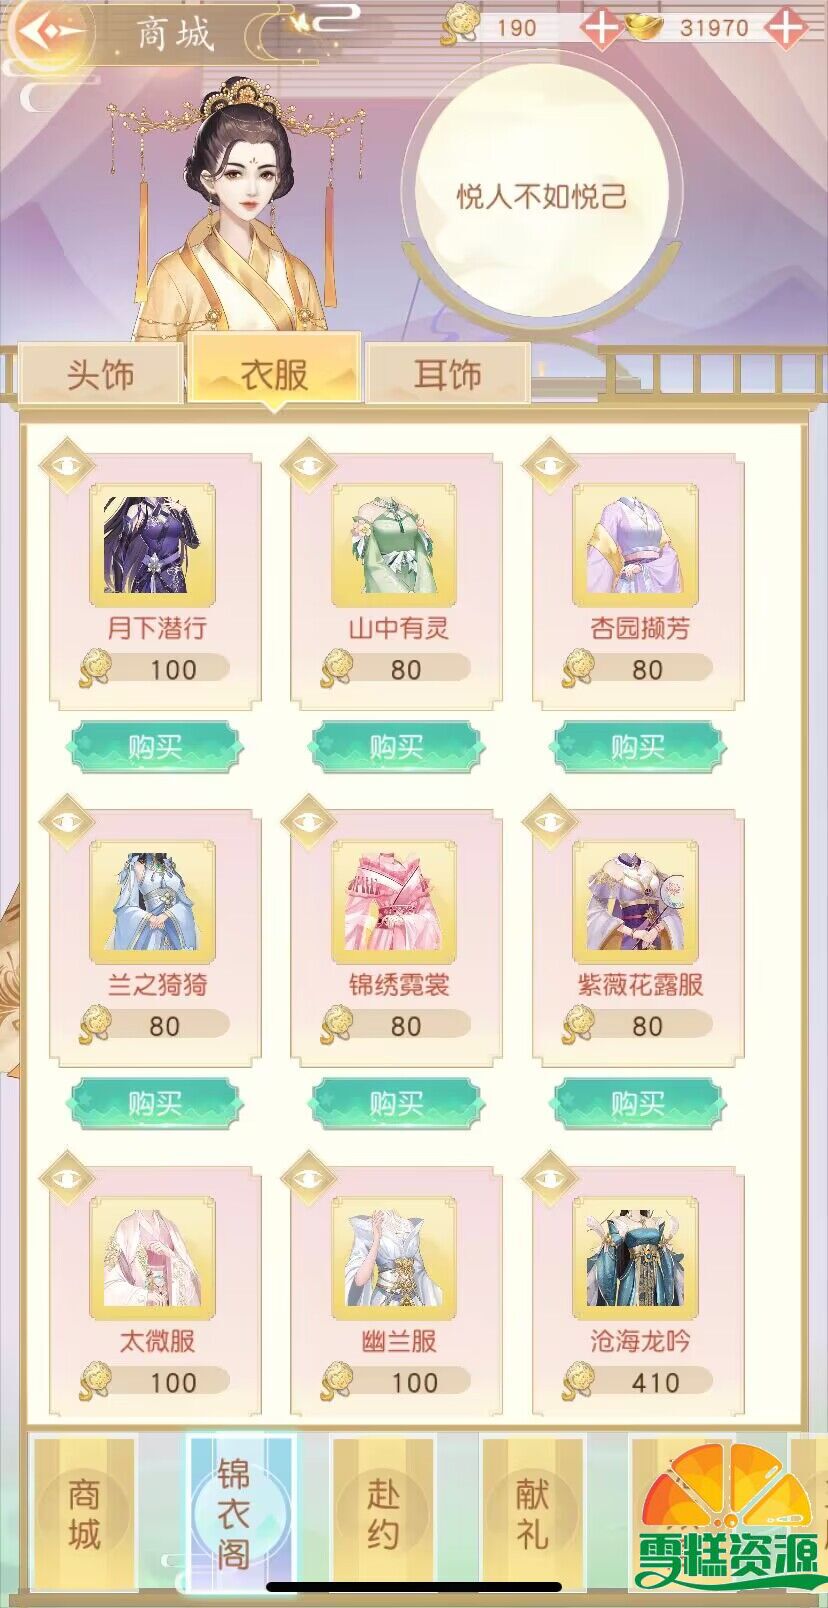 商城
190
31970
悦人不如悦己
头饰
衣服
耳饰
月下潜行
山中有灵
杏园撷芳
100
80
80
购买
购买
购买
兰之猗猗
锦绣霓裳
紫薇花露服
80
80
80
购买
购买
购买
太微服
幽兰服
沧海龙吟
100
100
410
商城
锦衣阁
赴约
献礼
雪糕资源